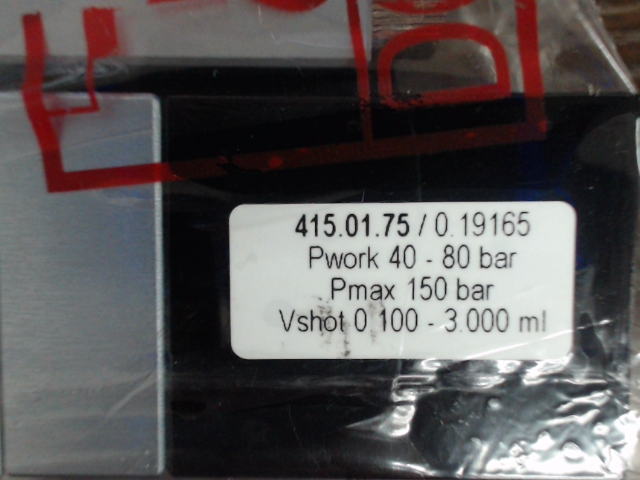 415.01.75 / 0.19165
Pwork 40 - 80 bar
Pmax 150 bar
Vshot 0.100 - 3.000 ml